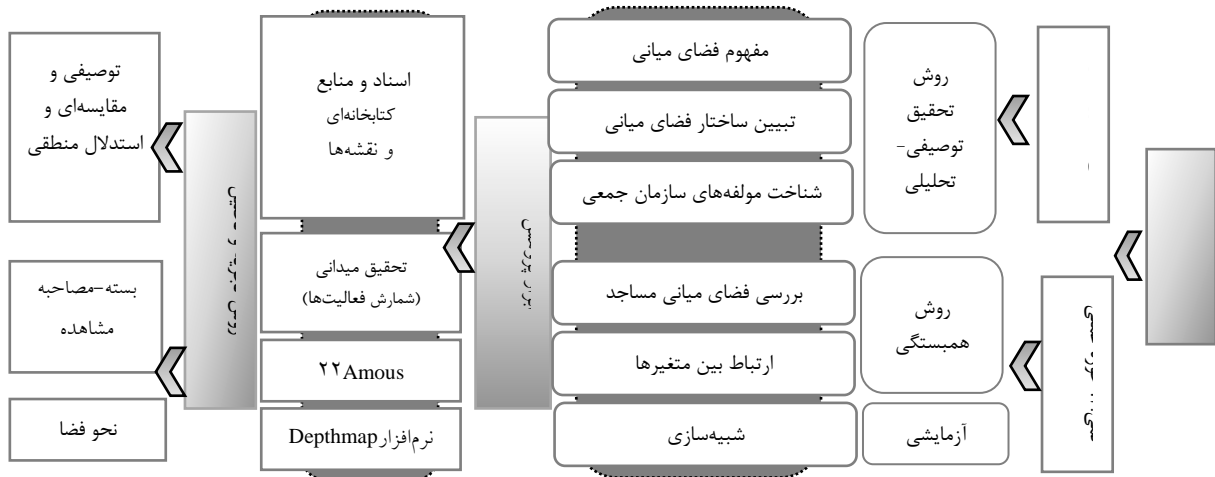 روش
تحقیق
توصیفی-
تحلیلی
روش
همبستگی
آزمایشی
مفهوم فضای میانی
تبیین ساختار فضای میانی
شناخت مولفه‌های سازمان جمعی
بررسی فضای میانی مساجد
ارتباط بین متغیرها
شبیه‌سازی
اسناد و منابع
کتابخانه‌ای
و نقشه‌ها
تحقیق میدانی
(شمارش فعالیت‌ها)
۲۲Amous
نرم‌افزار Depthmap
توصیفی و
مقایسه‌ای و
استدلال منطقی
بسته-مصاحبه
مشاهده
نحو فضا